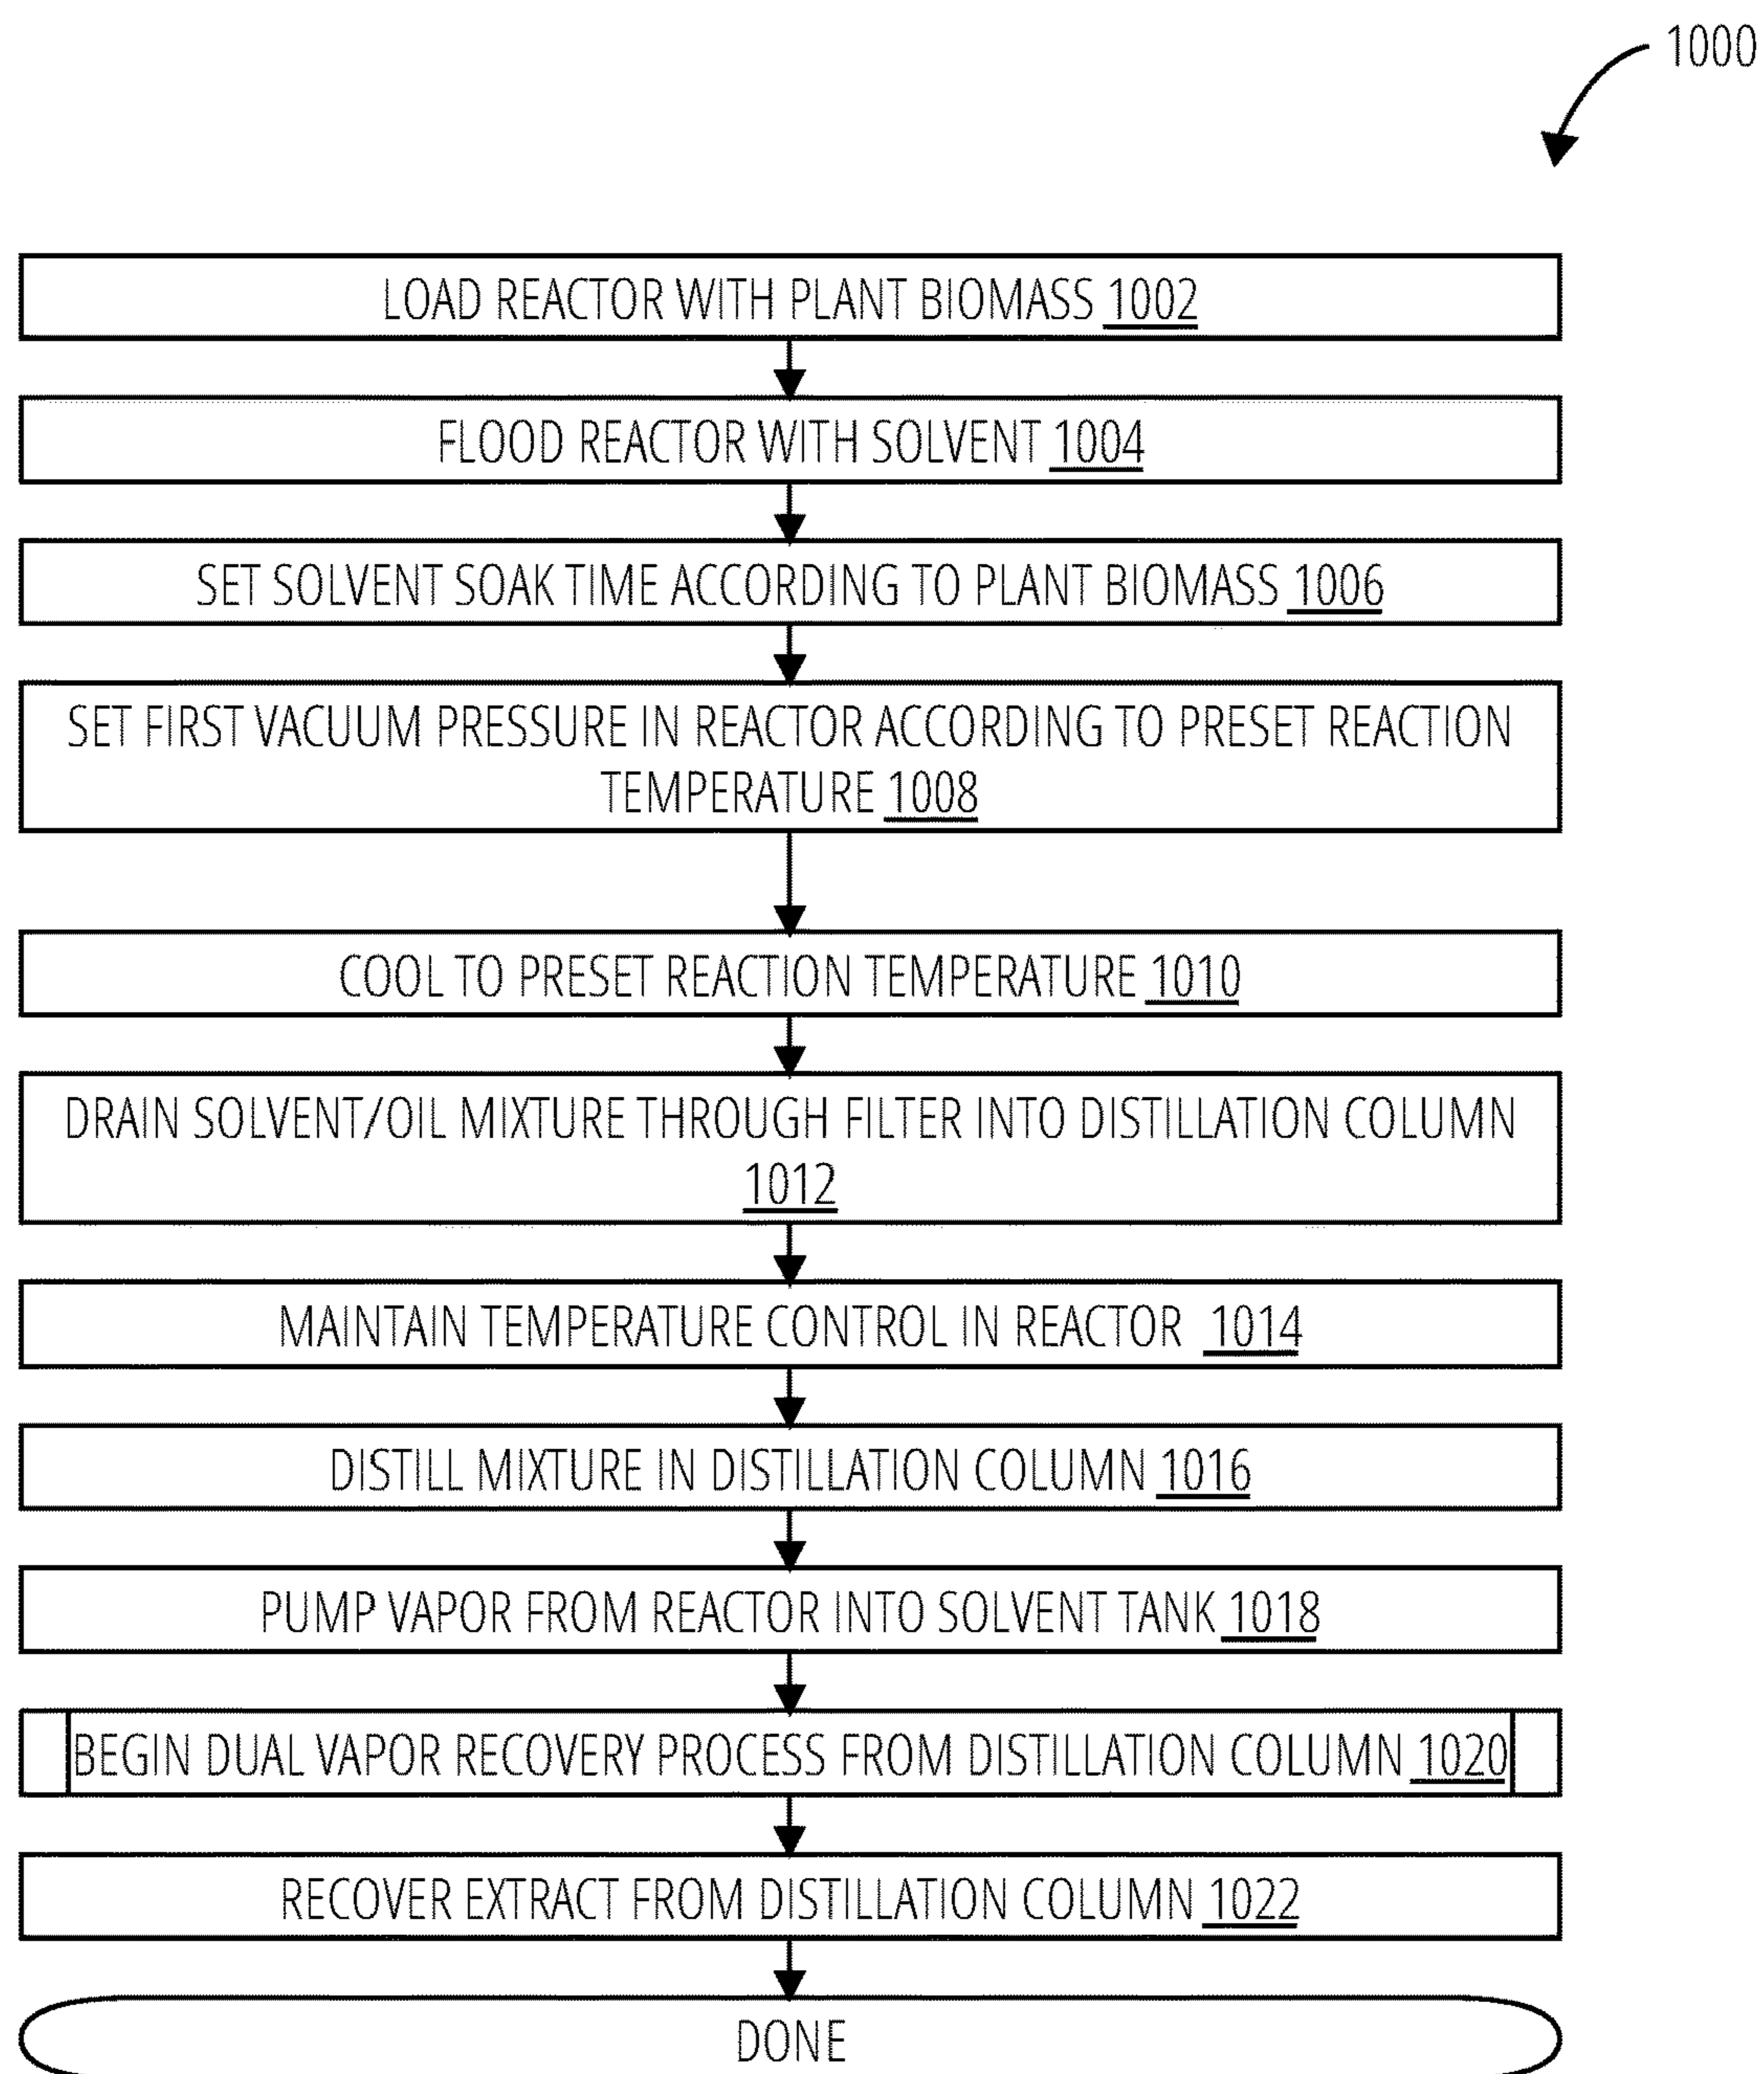 1000
LOAD REACTOR WITH PLANT BIOMASS 1002
FLOOD REACTOR WITH SOLVENT 1004
SET SOLVENT SOAK TIME ACCORDING TO PLANT BIOMASS 1006
SET FIRST VACUUM PRESSURE IN REACTOR ACCORDING TO PRESET REACTION
TEMPERATURE 1008
COOL TO PRESET REACTION TEMPERATURE 1010
DRAIN SOLVENT/OIL MIXTURE THROUGH FILTER INTO DISTILLATION COLUMN
1012
MAINTAIN TEMPERATURE CONTROL IN REACTOR 1014
DISTILL MIXTURE IN DISTILLATION COLUMN 1016
PUMP VAPOR FROM REACTOR INTO SOLVENT TANK 1018
BEGIN DUAL VAPOR RECOVERY PROCESS FROM DISTILLATION COLUMN 1020
RECOVER EXTRACT FROM DISTILLATION COLUMN 1022
DONE